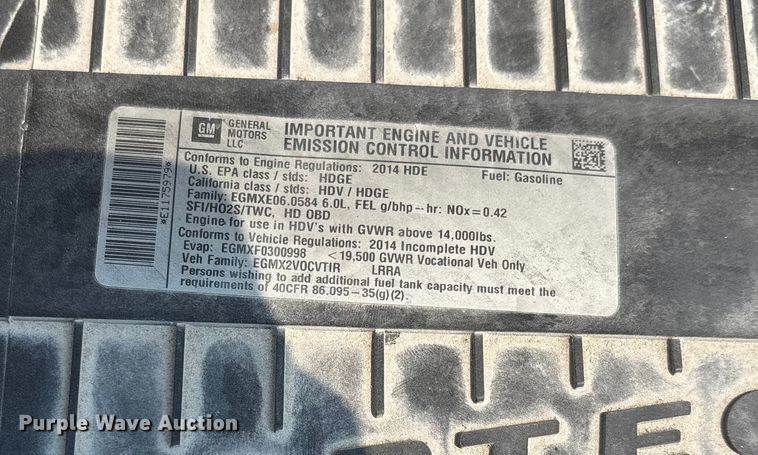 GM
GENERAL
MOTORS
LLC
IMPORTANT ENGINE AND VEHICLE
EMISSION CONTROL INFORMATION
*E1175979*
Conforms to Engine Regulations: 2014 HDE Fuel: Gasoline
U.S. EPA class / stds: HDGE
California class / stds: HDV / HDGE
Family: EGMXE06.0584 6.0L, FEL g/bhp-hr: NOx=0.42
SFI/HO2S/TWC, HD OBD
Engine for use in HDV's with GVWR above 14,000lbs.
Conforms to Vehicle Regulations: 2014 Incomplete HDV
Evap: EGMXF0300998 <19,500 GVWR Vocational Veh Only
Veh Family: EGMX2VOCVTIR LRRA
Persons wishing to add additional fuel tank capacity must meet the
requirements of 40CFR 86.095-35(g)(2).
Purple Wave Auction